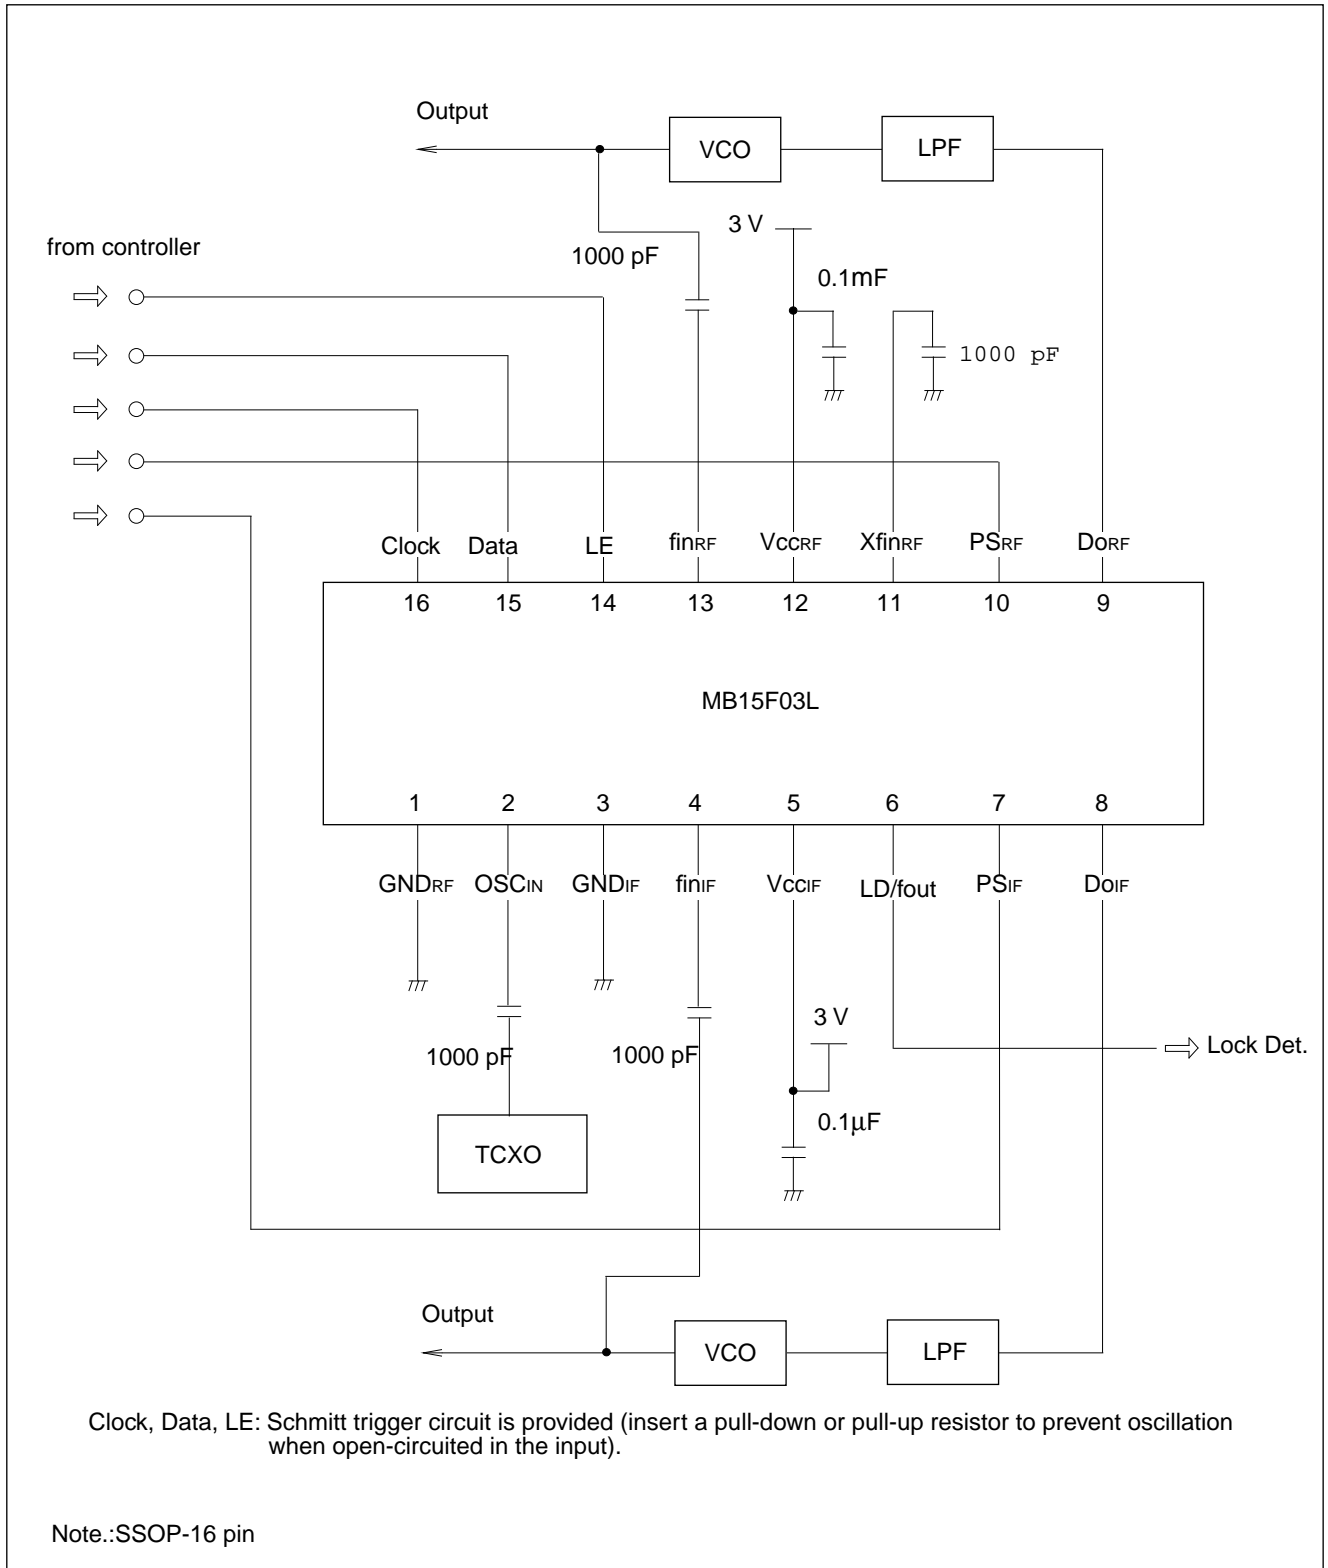 Output
VCO
LPF
3 V
from controller
1000 pF
0.1mF
1000 pF
Clock Data LE finRF VccRF XfinRF PSRF DoRF
16 15 14 13 12 11 10 9
MB15F03L
1 2 3 4 5 6 7 8
GNDRF OSCIN GNDIF finIF VccIF LD/fout PSIF DoIF
3 V
1000 pF
1000 pF
Lock Det.
0.1μF
TCXO
Output
VCO
LPF
Clock, Data, LE: Schmitt trigger circuit is provided (insert a pull-down or pull-up resistor to prevent oscillation
when open-circuited in the input).
Note.:SSOP-16 pin